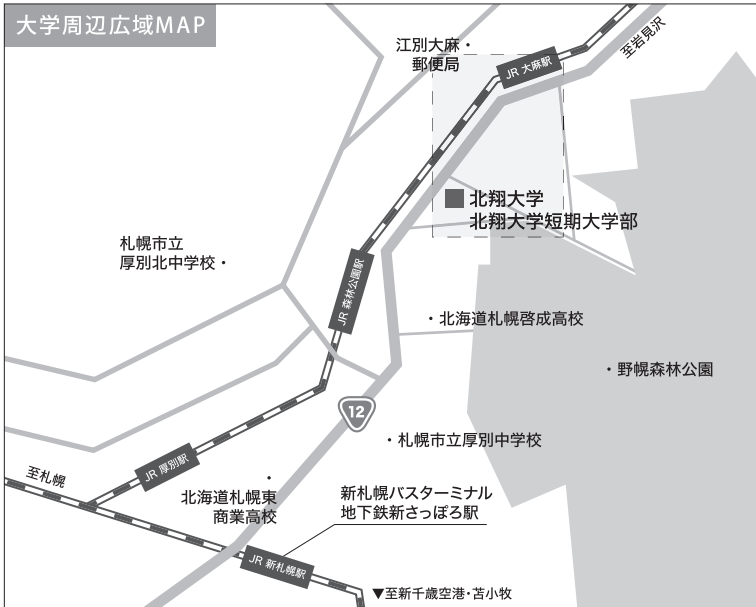 大学周辺広域MAP
江別大麻・
郵便局
JR 大麻駅
至岩見沢
北翔大学
北翔大学短期大学部
札幌市立
厚別北中学校・
JR 森林公園駅
・北海道札幌啓成高校
・野幌森林公園
12
・札幌市立厚別中学校
JR 厚別駅
至札幌
・
北海道札幌東
商業高校
新札幌バスターミナル
地下鉄新さっぽろ駅
JR 新札幌駅
▼至新千歳空港・苫小牧